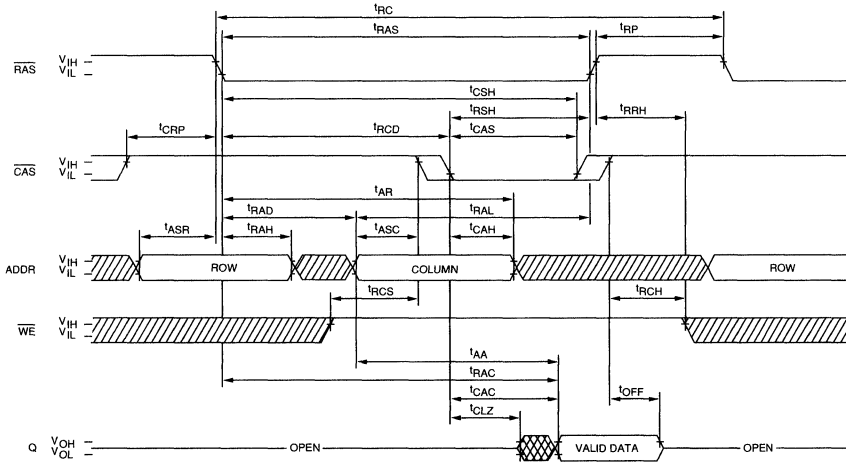 tRC
tRAS
tRP
RAS
VIH
VIL
tCSH
tRSH
tRRH
tCRP
tRCD
tCAS
CAS
VIH
VIL
tAR
tRAD
tRAL
tASR
tRAH
tASC
tCAH
ADDR
VIH
VIL
ROW
COLUMN
ROW
tRCS
tRCH
WE
VIH
VIL
tAA
tRAC
tCAC
tOFF
tCLZ
Q
VOH
VOL
OPEN
VALID DATA
OPEN